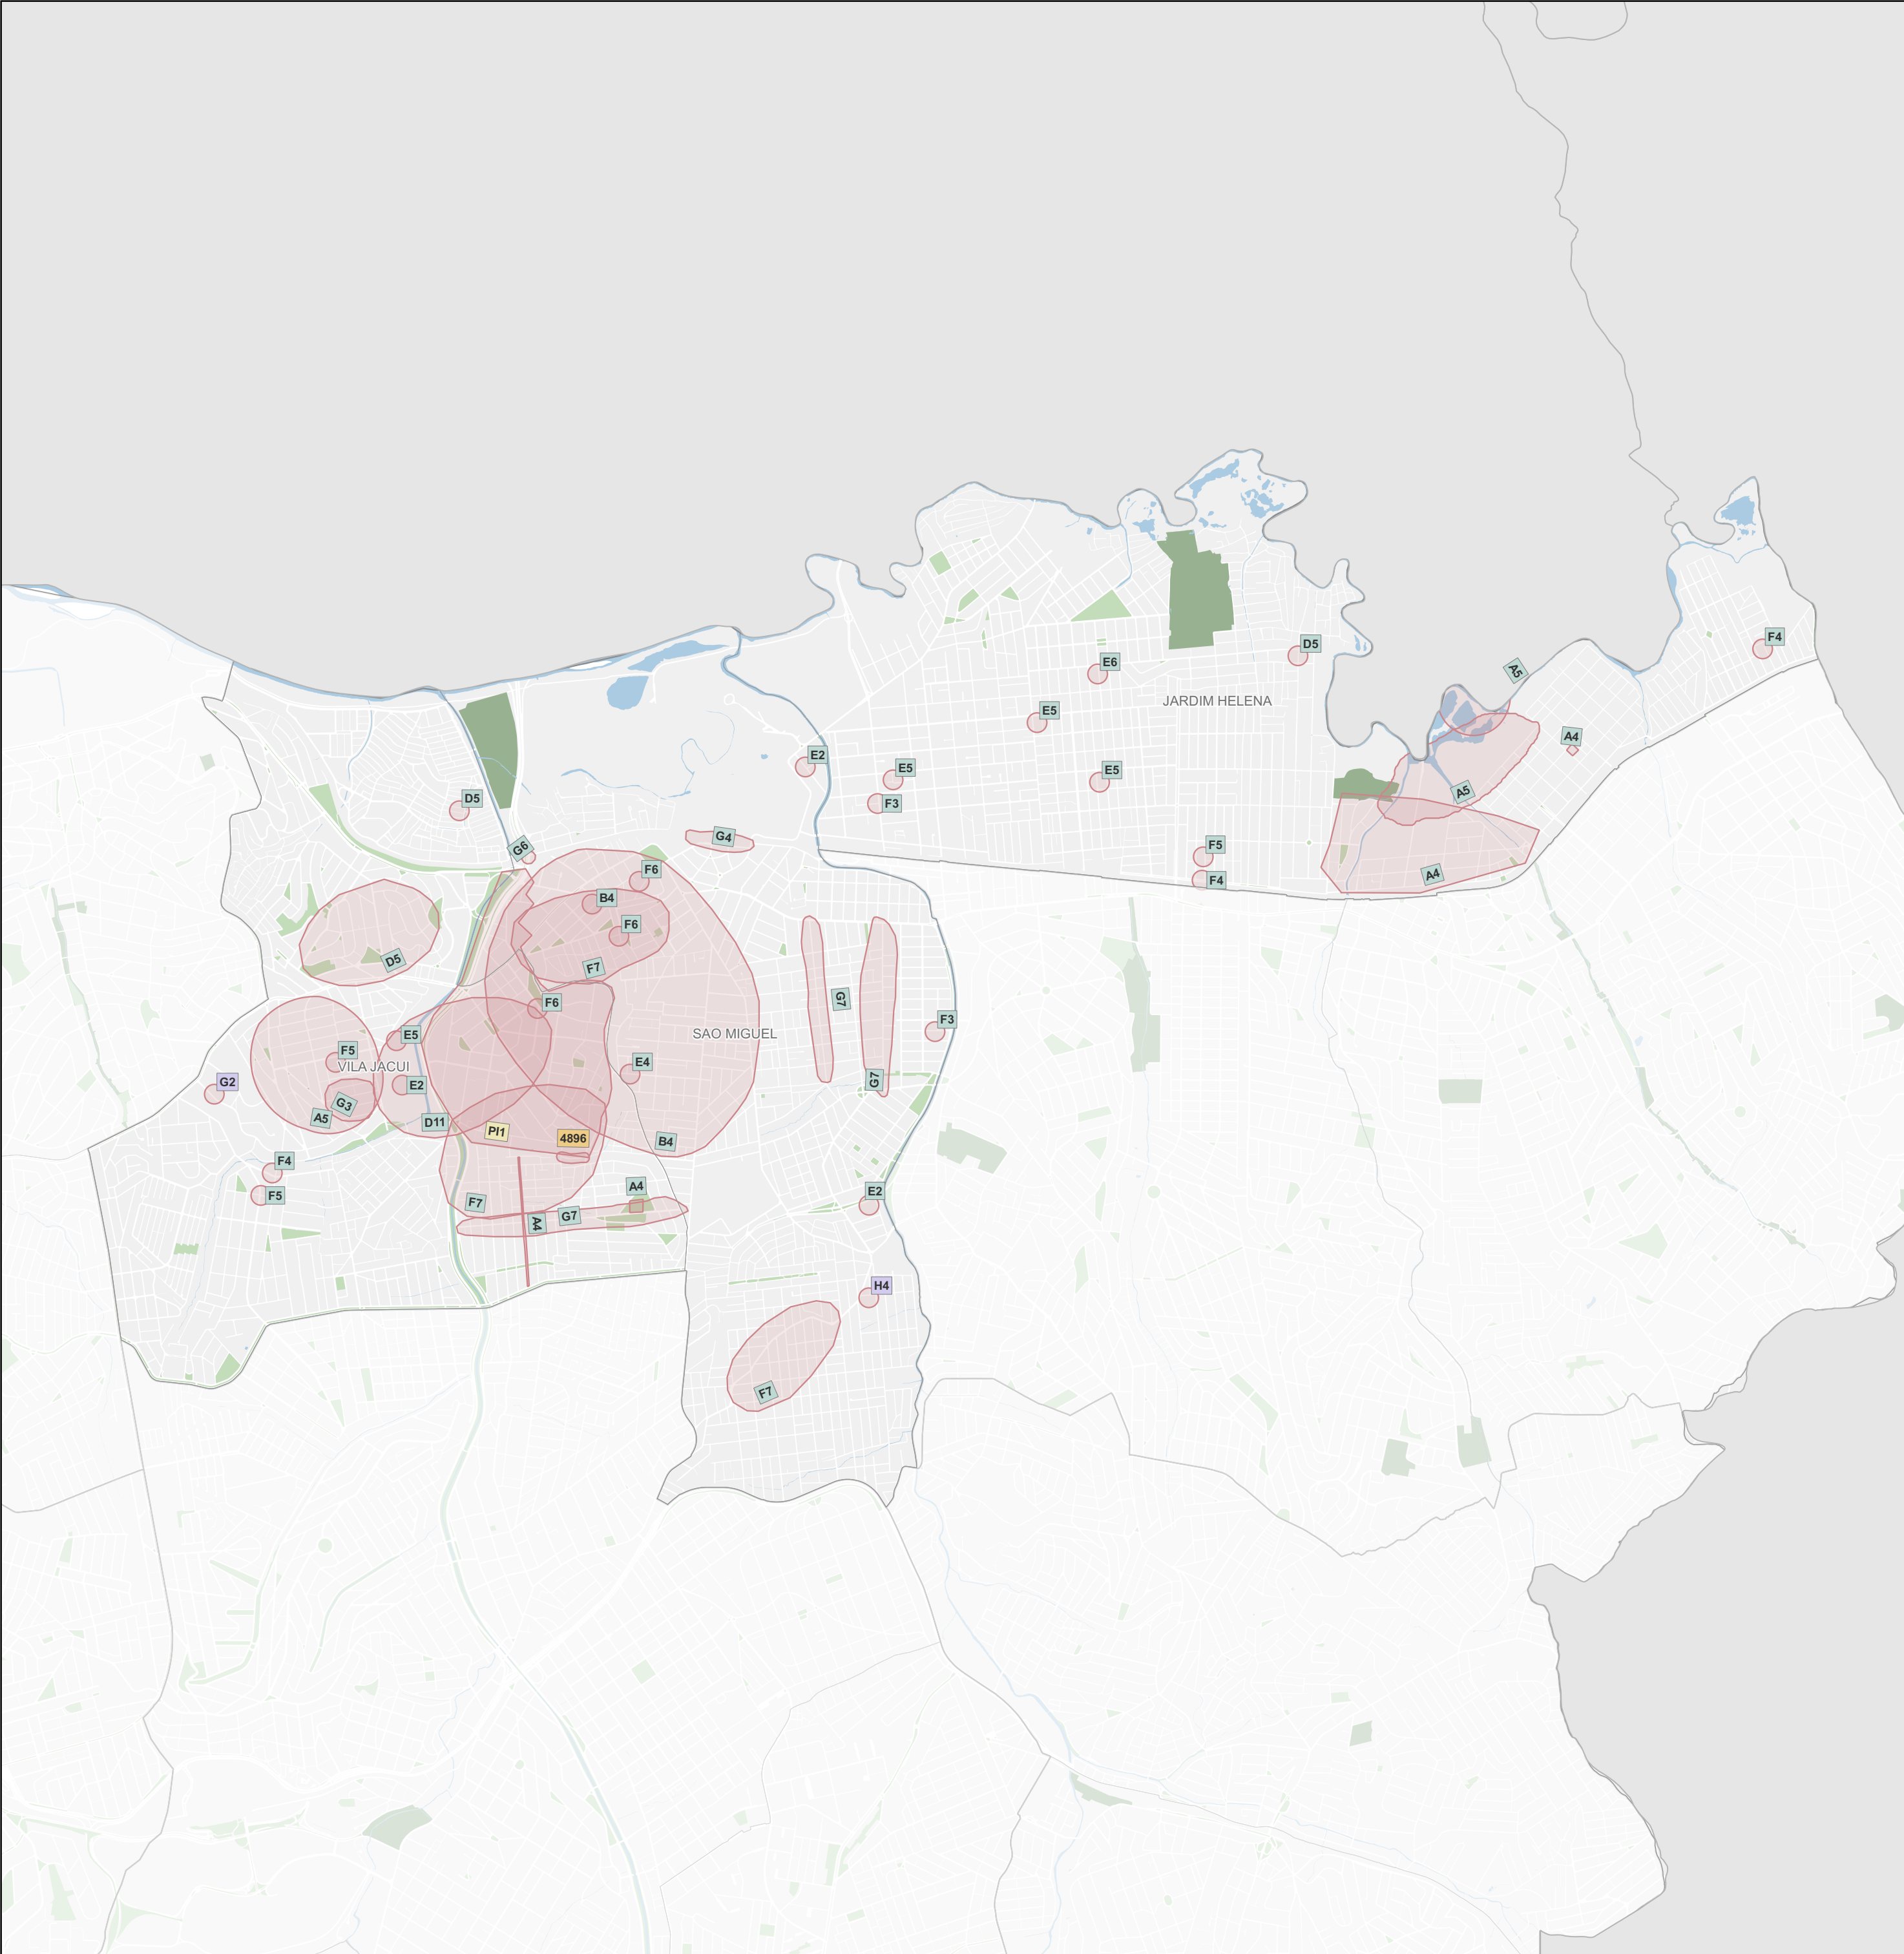 F4
D5
E6
A5
JARDIM HELENA
E5
A4
E2
E5
E5
A5
D5
F3
G4
F5
G6
F6
A4
F4
B4
F6
D5
F7
G7
F6
F3
SAO MIGUEL
E5
F5
E4
VILA JACUI
G7
G2
E2
G3
A5
D11
PI1
4896
B4
F4
A4
E2
F5
F7
G7
A4
H4
F7